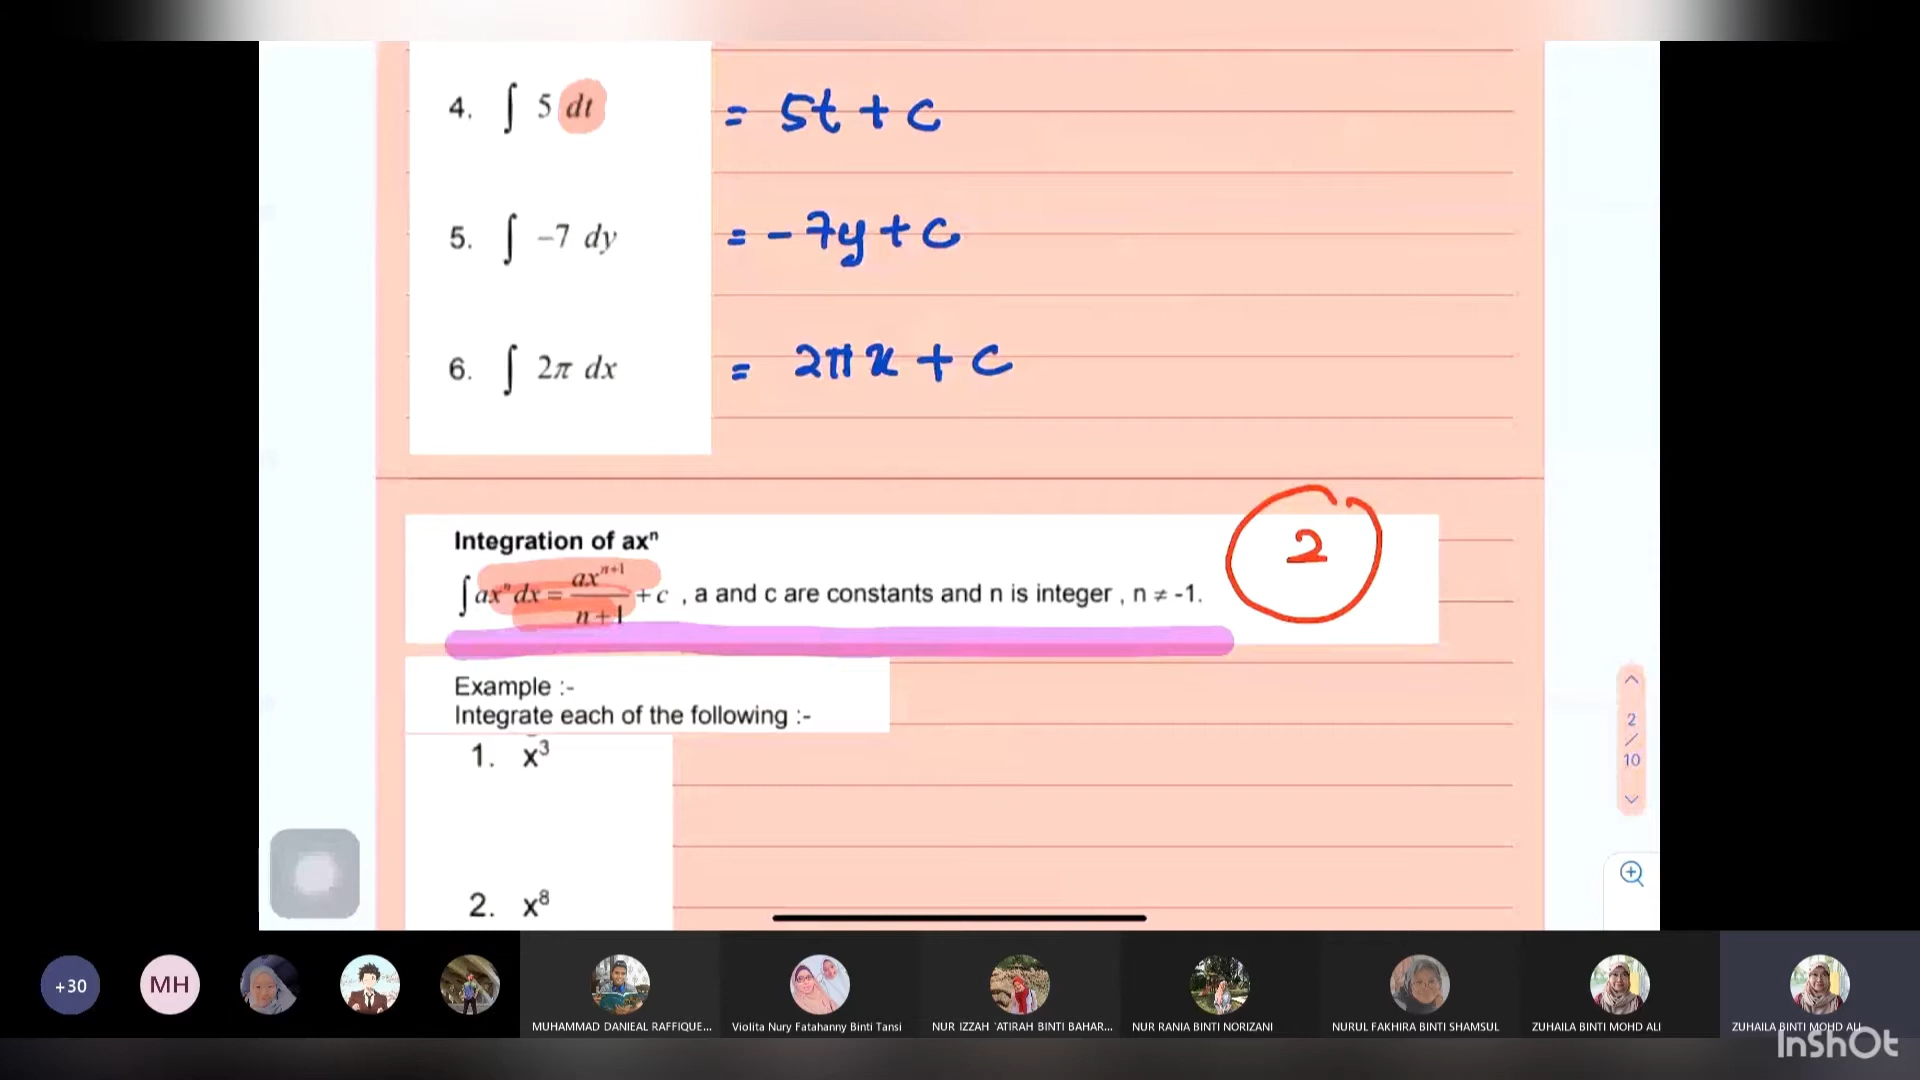 4. ∫ 5 dt = 5t + c
5. ∫ –7 dy = - 7y + c
6. ∫ 2π dx = 2πx + c
2
Integration of axⁿ
∫ axⁿ dx = axⁿ⁺¹ / n+1 + c , a and c are constants and n is integer , n ≠ -1.
Example :-
Integrate each of the following :-
1. x³
2. x⁸
2
/
10
+30
MH
MUHAMMAD DANIEAL RAFFIQUE...
Violita Nury Fatahanny Binti Tansi
NUR IZZAH `ATIRAH BINTI BAHAR...
NUR RANIA BINTI NORIZANI
NURUL FAKHIRA BINTI SHAMSUL
ZUHAILA BINTI MOHD ALI
ZUHAILA BINTI MOHD ALI
InShOt